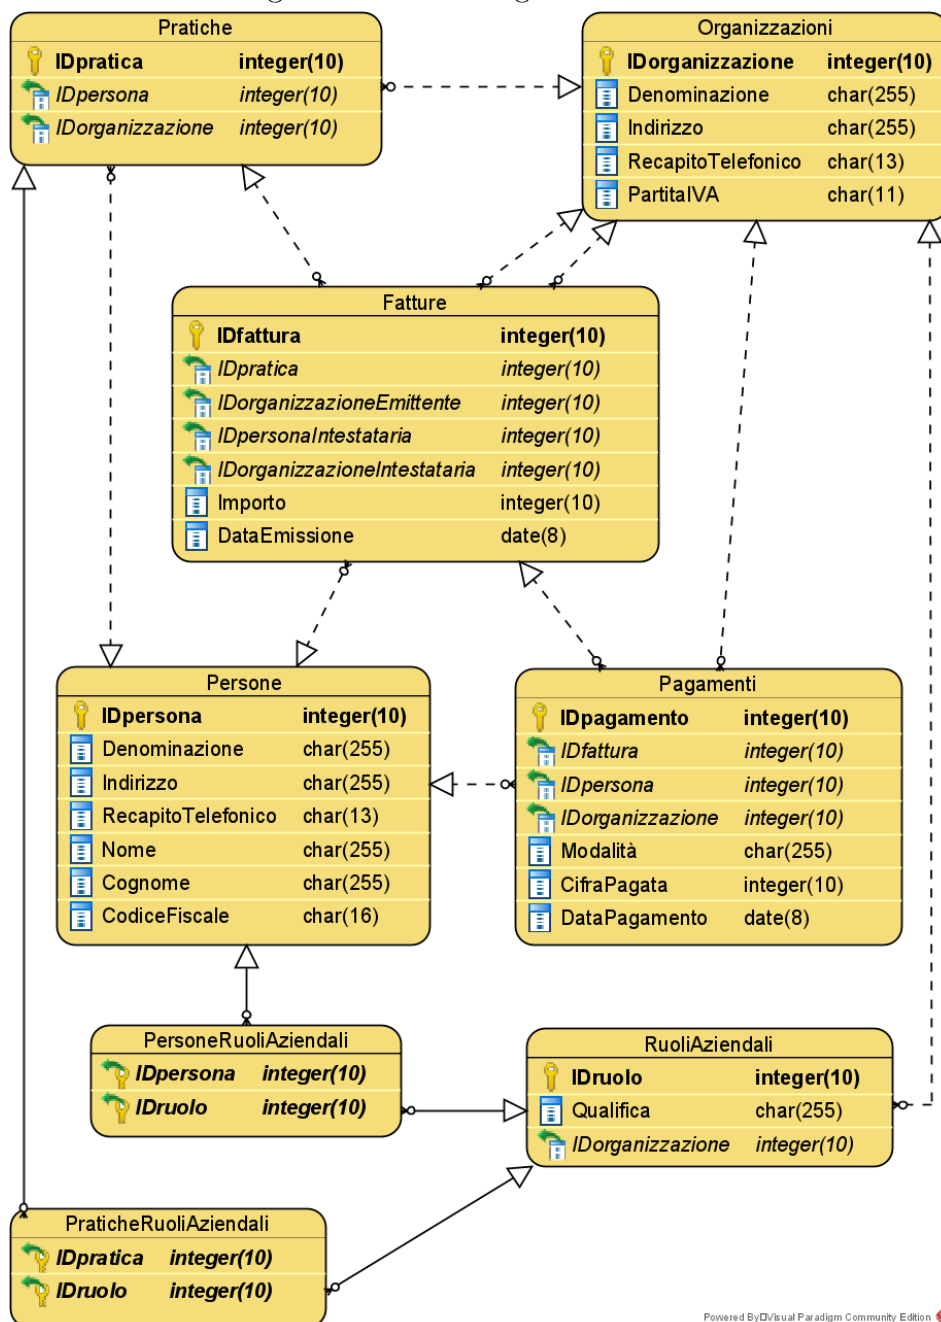 Pratiche
IDpratica integer(10)
IDpersona integer(10)
IDorganizzazione integer(10)
Organizzazioni
IDorganizzazione integer(10)
Denominazione char(255)
Indirizzo char(255)
RecapitoTelefonico char(13)
PartitaIVA char(11)
Fatture
IDfattura integer(10)
IDpratica integer(10)
IDorganizzazioneEmittente integer(10)
IDpersonaIntestataria integer(10)
IDorganizzazioneIntestataria integer(10)
Importo integer(10)
DataEmissione date(8)
Persone
IDpersona integer(10)
Denominazione char(255)
Indirizzo char(255)
RecapitoTelefonico char(13)
Nome char(255)
Cognome char(255)
CodiceFiscale char(16)
Pagamenti
IDpagamento integer(10)
IDfattura integer(10)
IDpersona integer(10)
IDorganizzazione integer(10)
Modalità char(255)
CifraPagata integer(10)
DataPagamento date(8)
PersoneRuoliAziendali
IDpersona integer(10)
IDruolo integer(10)
RuoliAziendali
IDruolo integer(10)
Qualifica char(255)
IDorganizzazione integer(10)
PraticheRuoliAziendali
IDpratica integer(10)
IDruolo integer(10)
Powered By□Visual Paradigm Community Edition